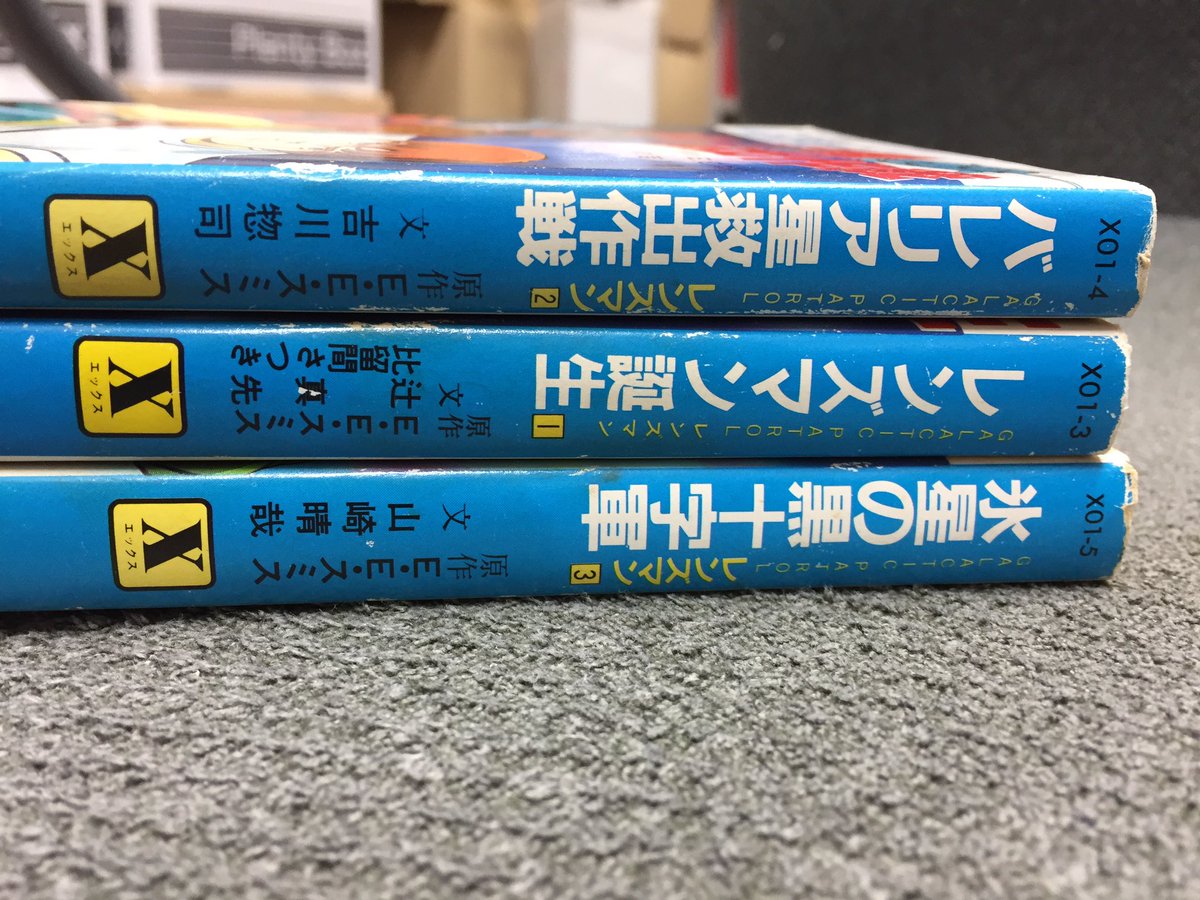 Plenty
X01-4
バレリア星救出作戦
GALACTIC PATROL レンズマン 2
原作 E・E・スミス
文 吉川惣司
X
エックス
X01-3
レンズマン誕生
GALACTIC PATROL レンズマン 1
原作 E・E・スミス
文 辻 真先
比留間さつき
X
エックス
X01-5
氷星の黒十字軍
GALACTIC PATROL レンズマン 3
原作 E・E・スミス
文 山崎晴哉
X
エックス